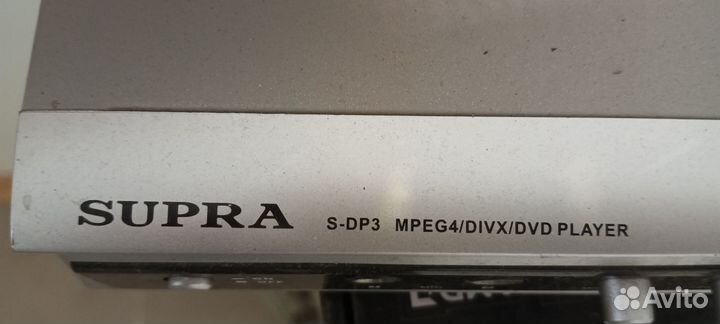 SUPRA S-DP3 MPEG4/DIVX/DVD PLAYER
Avito